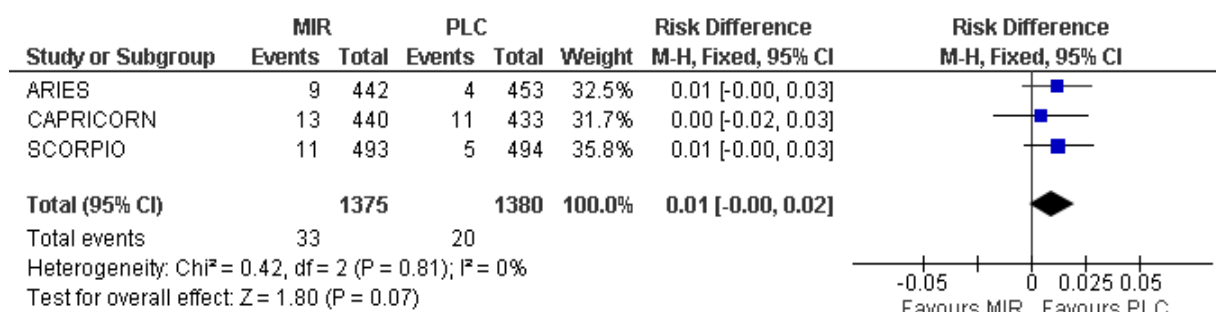 MIR PLC Risk Difference Risk Difference
Study or Subgroup Events Total Events Total Weight M-H, Fixed, 95% CI M-H, Fixed, 95% CI
ARIES 9 442 4 453 32.5% 0.01 [-0.00, 0.03]
CAPRICORN 13 440 11 433 31.7% 0.00 [-0.02, 0.03]
SCORPIO 11 493 5 494 35.8% 0.01 [-0.00, 0.03]
Total (95% CI) 1375 1380 100.0% 0.01 [-0.00, 0.02]
Total events 33 20
Heterogeneity: Chi² = 0.42, df = 2 (P = 0.81); I² = 0%
Test for overall effect: Z = 1.80 (P = 0.07)
-0.05 0 0.025 0.05
Favours MIR Favours PLC